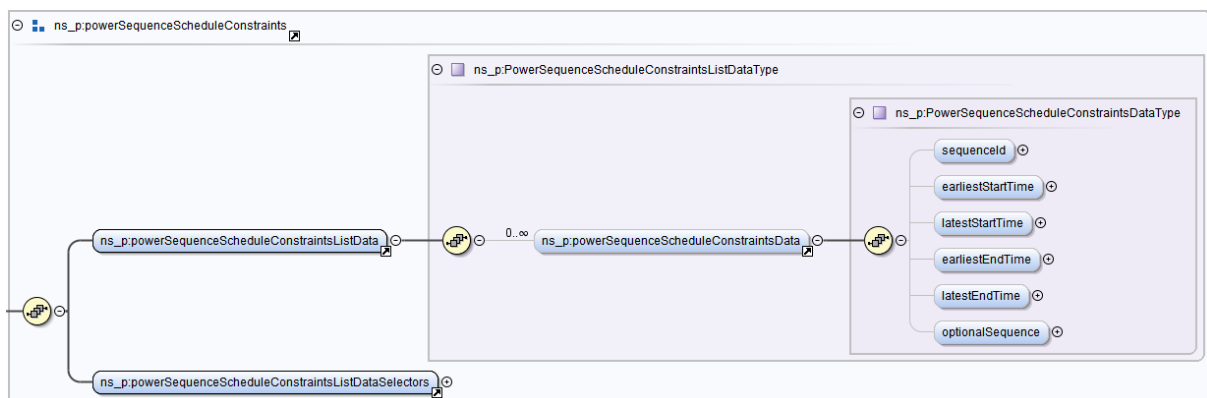 ns_p:powerSequenceScheduleConstraints
ns_p:PowerSequenceScheduleConstraintsListDataType
ns_p:PowerSequenceScheduleConstraintsDataType
sequenceId
earliestStartTime
latestStartTime
ns_p:powerSequenceScheduleConstraintsListData
0..∞
ns_p:powerSequenceScheduleConstraintsData
earliestEndTime
latestEndTime
optionalSequence
ns_p:powerSequenceScheduleConstraintsListDataSelectors